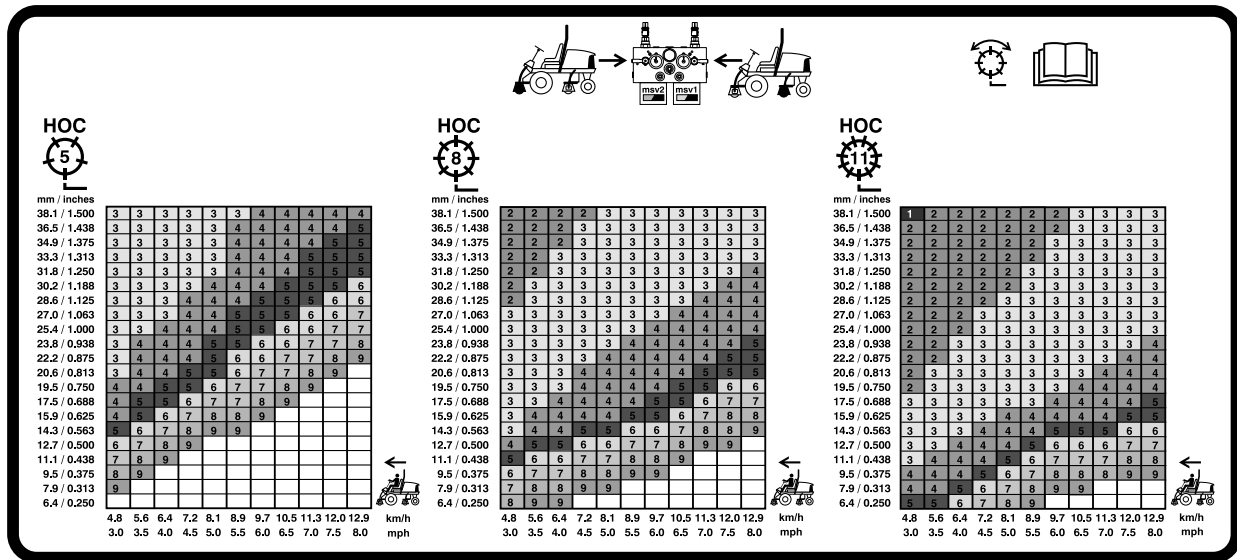 msv2 msv1
HOC
5
mm / inches
38.1 / 1.500 3 3 3 3 3 3 4 4 4 4 4
36.5 / 1.438 3 3 3 3 3 4 4 4 4 4 5
34.9 / 1.375 3 3 3 3 3 4 4 4 4 5 5
33.3 / 1.313 3 3 3 3 3 4 4 4 5 5 5
31.8 / 1.250 3 3 3 3 3 4 4 4 5 5 5
30.2 / 1.188 3 3 3 3 4 4 4 5 5 5 6
28.6 / 1.125 3 3 3 4 4 4 5 5 5 6 6
27.0 / 1.063 3 3 3 4 4 5 5 5 6 6 7
25.4 / 1.000 3 3 4 4 4 5 5 6 6 7 7
23.8 / 0.938 3 4 4 4 5 5 6 6 7 7 8
22.2 / 0.875 3 4 4 4 5 6 6 7 7 8 9
20.6 / 0.813 3 4 4 5 5 6 7 7 8 9
19.5 / 0.750 4 4 5 5 6 7 7 8 9
17.5 / 0.688 4 5 5 6 7 7 8 9
15.9 / 0.625 4 5 6 7 8 8 9
14.3 / 0.563 5 6 7 8 9 9
12.7 / 0.500 6 7 8 9
11.1 / 0.438 7 8 9
9.5 / 0.375 8 9
7.9 / 0.313 9
6.4 / 0.250
4.8 5.6 6.4 7.2 8.1 8.9 9.7 10.5 11.3 12.0 12.9 km/h
3.0 3.5 4.0 4.5 5.0 5.5 6.0 6.5 7.0 7.5 8.0 mph
HOC
8
mm / inches
38.1 / 1.500 2 2 2 2 3 3 3 3 3 3 3
36.5 / 1.438 2 2 2 3 3 3 3 3 3 3 3
34.9 / 1.375 2 2 2 3 3 3 3 3 3 3 3
33.3 / 1.313 2 2 3 3 3 3 3 3 3 3 3
31.8 / 1.250 2 2 3 3 3 3 3 3 3 3 4
30.2 / 1.188 2 3 3 3 3 3 3 3 3 4 4
28.6 / 1.125 2 3 3 3 3 3 3 3 4 4 4
27.0 / 1.063 3 3 3 3 3 3 3 4 4 4 4
25.4 / 1.000 3 3 3 3 3 3 4 4 4 4 4
23.8 / 0.938 3 3 3 3 3 4 4 4 4 4 5
22.2 / 0.875 3 3 3 3 4 4 4 4 4 5 5
20.6 / 0.813 3 3 3 4 4 4 4 4 5 5 5
19.5 / 0.750 3 3 3 4 4 4 4 5 5 6 6
17.5 / 0.688 3 3 3 4 4 4 5 5 6 7 7
15.9 / 0.625 3 4 4 4 4 5 5 6 7 8 8
14.3 / 0.563 3 4 4 5 5 6 6 7 8 8 9
12.7 / 0.500 4 5 5 6 6 7 7 8 9 9
11.1 / 0.438 5 6 6 7 7 8 8 9
9.5 / 0.375 6 7 7 8 8 9 9
7.9 / 0.313 7 8 8 9 9
6.4 / 0.250 8 9 9
4.8 5.6 6.4 7.2 8.1 8.9 9.7 10.5 11.3 12.0 12.9 km/h
3.0 3.5 4.0 4.5 5.0 5.5 6.0 6.5 7.0 7.5 8.0 mph
HOC
11
mm / inches
38.1 / 1.500 1 2 2 2 2 2 2 3 3 3 3
36.5 / 1.438 2 2 2 2 2 2 2 3 3 3 3
34.9 / 1.375 2 2 2 2 2 2 3 3 3 3 3
33.3 / 1.313 2 2 2 2 2 2 3 3 3 3 3
31.8 / 1.250 2 2 2 2 2 3 3 3 3 3 3
30.2 / 1.188 2 2 2 2 2 3 3 3 3 3 3
28.6 / 1.125 2 2 2 2 3 3 3 3 3 3 3
27.0 / 1.063 2 2 2 3 3 3 3 3 3 3 3
25.4 / 1.000 2 2 2 3 3 3 3 3 3 3 3
23.8 / 0.938 2 2 3 3 3 3 3 3 3 3 4
22.2 / 0.875 2 3 3 3 3 3 3 3 3 4 4
20.6 / 0.813 2 3 3 3 3 3 3 3 3 4 4
19.5 / 0.750 2 3 3 3 3 3 3 4 4 4 4
17.5 / 0.688 3 3 3 3 3 3 4 4 4 4 5
15.9 / 0.625 3 3 3 3 4 4 4 4 4 5 5
14.3 / 0.563 3 3 3 4 4 4 5 5 5 6 6
12.7 / 0.500 3 3 4 4 4 5 6 6 6 7 7
11.1 / 0.438 3 4 4 4 5 6 6 7 7 8 8
9.5 / 0.375 4 4 4 5 6 7 7 8 8 9 9
7.9 / 0.313 4 4 5 6 7 8 9 9
6.4 / 0.250 5 5 6 7 8 9
4.8 5.6 6.4 7.2 8.1 8.9 9.7 10.5 11.3 12.0 12.9 km/h
3.0 3.5 4.0 4.5 5.0 5.5 6.0 6.5 7.0 7.5 8.0 mph